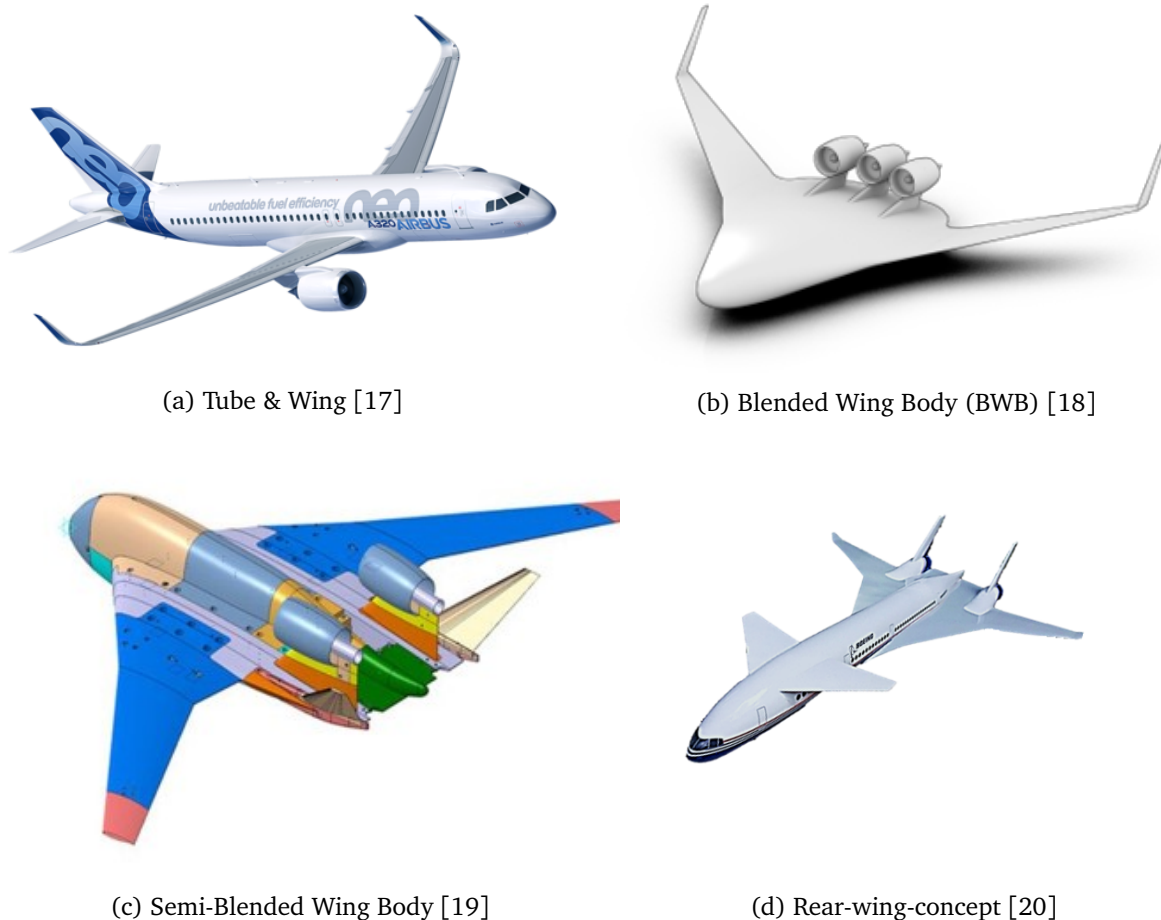 neo
unbeatable fuel efficiency
neo
A320 AIRBUS
(a) Tube & Wing [17]
(b) Blended Wing Body (BWB) [18]
BOEING
(c) Semi-Blended Wing Body [19]
(d) Rear-wing-concept [20]